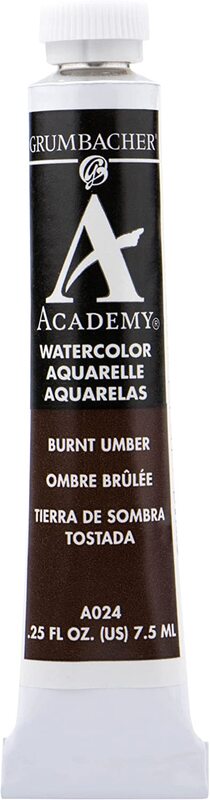 GRUMBACHER®
GB
A
ACADEMY®
WATERCOLOR
AQUARELLE
AQUARELAS
BURNT UMBER
OMBRE BRÛLÉE
TIERRA DE SOMBRA
TOSTADA
A024
.25 FL OZ. (US) 7.5 ML